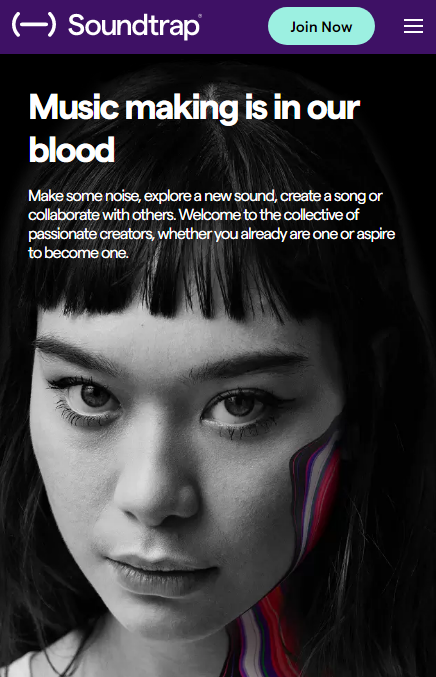 Soundtrap®
Join Now
Music making is in our
blood
Make some noise, explore a new sound, create a song or
collaborate with others. Welcome to the collective of
passionate creators, whether you already are one or aspire
to become one.